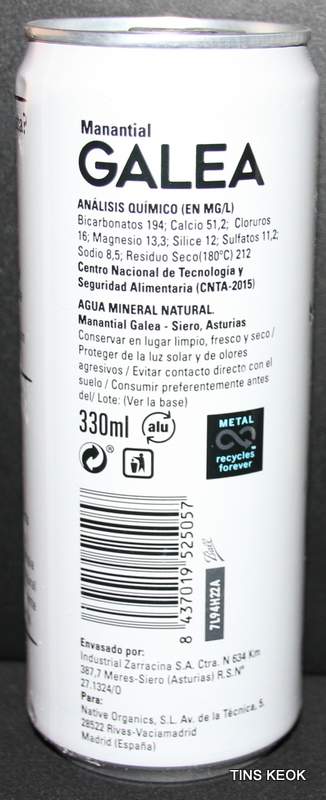 Manantial
GALEA
ANÁLISIS QUÍMICO (EN MG/L)
Bicarbonatos 194; Calcio 51,2; Cloruros
16; Magnesio 13,3; Sílice 12; Sulfatos 11,2;
Sodio 8,5; Residuo Seco(180°C) 212
Centro Nacional de Tecnología y
Seguridad Alimentaria (CNTA-2015)
AGUA MINERAL NATURAL.
Manantial Galea - Siero, Asturias
Conservar en lugar limpio, fresco y seco /
Proteger de la luz solar y de olores
agresivos / Evitar contacto directo con el
suelo / Consumir preferentemente antes
del/ Lote: (Ver la base)
330ml alu
METAL
recycles
forever
8 437019 525057
7L94H22A
Ball
Envasado por:
Industrial Zarracina S.A. Ctra. N 634 Km
387,7 Meres-Siero (Asturias) R.S.N°
27.1324/O
Para:
Native Organics, S.L. Av. de la Técnica, 5.
28522 Rivas-Vaciamadrid
Madrid (España)
TINS KEOK